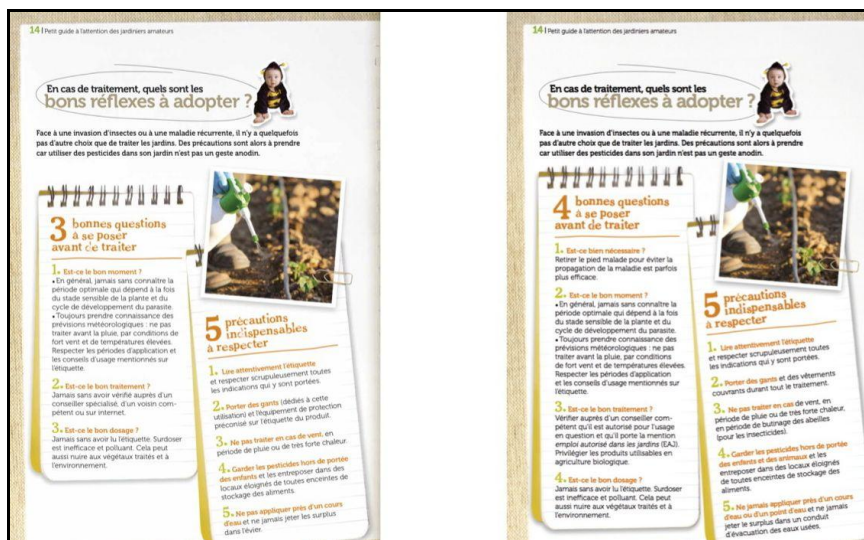 14 | Petit guide à l'attention des jardiniers amateurs
En cas de traitement, quels sont les
bons réflexes à adopter ?
Face à une invasion d'insectes ou à une maladie récurrente, il n'y a quelquefois
pas d'autre choix que de traiter les jardins. Des précautions sont alors à prendre
car utiliser des pesticides dans son jardin n'est pas un geste anodin.
3 bonnes questions
à se poser
avant de traiter
1. Est-ce le bon moment ?
• En général, jamais sans connaître la
période optimale qui dépend à la fois
du stade sensible de la plante et du
cycle de développement du parasite.
• Toujours prendre connaissance des
prévisions météorologiques : ne pas
traiter avant la pluie, par conditions de
fort vent et de températures élevées.
Respecter les périodes d'application et
les conseils d'usage mentionnés sur
l'étiquette.
2. Est-ce le bon traitement ?
Jamais sans avoir vérifié auprès d'un
conseiller spécialisé, d'un voisin com-
pétent ou sur internet.
3. Est-ce le bon dosage ?
Jamais sans avoir lu l'étiquette. Surdoser
est inefficace et polluant. Cela peut
aussi nuire aux végétaux traités et à
l'environnement.
5 précautions
indispensables
à respecter
1. Lire attentivement l'étiquette
et respecter scrupuleusement toutes
les indications qui y sont portées.
2. Porter des gants (dédiés à cette
utilisation) et l'équipement de protection
préconisé sur l'étiquette du produit.
3. Ne pas traiter en cas de vent, en
période de pluie ou de très forte chaleur.
4. Garder les pesticides hors de portée
des enfants et les entreposer dans des
locaux éloignés de toutes enceintes de
stockage des aliments.
5. Ne pas appliquer près d'un cours
d'eau et ne jamais jeter les surplus
dans l'évier.
14 | Petit guide à l'attention des jardiniers amateurs
En cas de traitement, quels sont les
bons réflexes à adopter ?
Face à une invasion d'insectes ou à une maladie récurrente, il n'y a quelquefois
pas d'autre choix que de traiter les jardins. Des précautions sont alors à prendre
car utiliser des pesticides dans son jardin n'est pas un geste anodin.
4 bonnes questions
à se poser
avant de traiter
1. Est-ce bien nécessaire ?
Retirer le pied malade pour éviter la
propagation de la maladie est parfois
plus efficace.
2. Est-ce le bon moment ?
• En général, jamais sans connaître la
période optimale qui dépend à la fois
du stade sensible de la plante et du
cycle de développement du parasite.
• Toujours prendre connaissance des
prévisions météorologiques : ne pas
traiter avant la pluie, par conditions
de fort vent et de températures élevées.
Respecter les périodes d'application et
les conseils d'usage mentionnés sur
l'étiquette.
3. Est-ce le bon traitement ?
Vérifier auprès d'un conseiller com-
pétent qu'il est autorisé pour l'usage
en question et qu'il porte la mention
emploi autorisé dans les jardins (EAJ).
Privilégier les produits utilisables en
agriculture biologique.
4. Est-ce le bon dosage ?
Jamais sans avoir lu l'étiquette. Surdoser
est inefficace et polluant. Cela peut
aussi nuire aux végétaux traités et à
l'environnement.
5 précautions
indispensables
à respecter
1. Lire attentivement l'étiquette
et respecter scrupuleusement toutes
les indications qui y sont portées.
2. Porter des gants et des vêtements
couvrants durant tout le traitement.
3. Ne pas traiter en cas de vent, en
période de pluie ou de très forte chaleur,
en période de butinage des abeilles
(pour les insecticides).
4. Garder les pesticides hors de portée
des enfants et des animaux et les
entreposer dans des locaux éloignés
de toutes enceintes de stockage des
aliments.
5. Ne jamais appliquer près d'un cours
d'eau ou d'un point d'eau et ne jamais
jeter le surplus dans un conduit
d'évacuation des eaux usées.